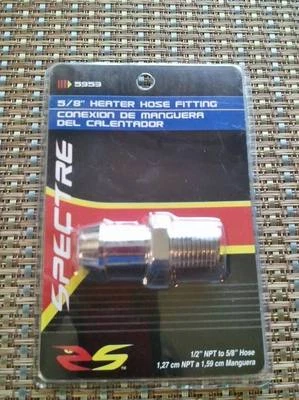 5953
5/8" HEATER HOSE FITTING
CONEXION DE MANGUERA
DEL CALENTADOR
SPECTRE
TM
1/2" NPT to 5/8" Hose
1,27 cm NPT a 1,59 cm Manguera